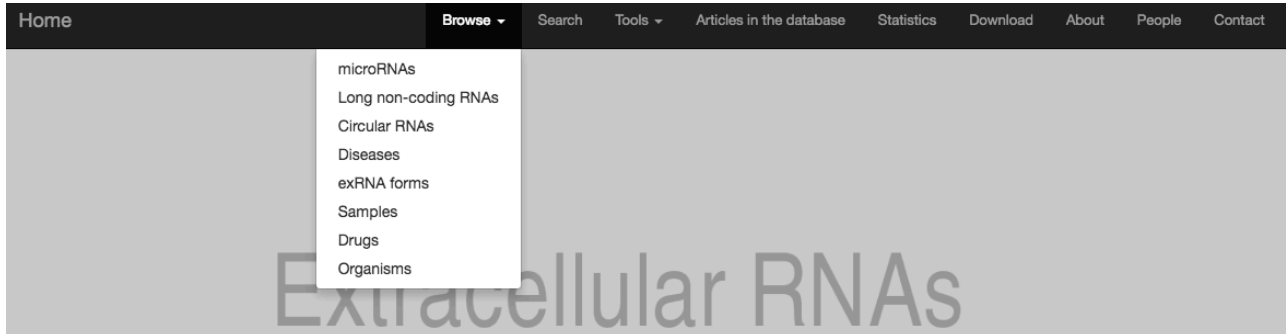 Home Browse Search Tools Articles in the database Statistics Download About People Contact
microRNAs
Long non-coding RNAs
Circular RNAs
Diseases
exRNA forms
Samples
Drugs
Organisms
Extracellular RNAs